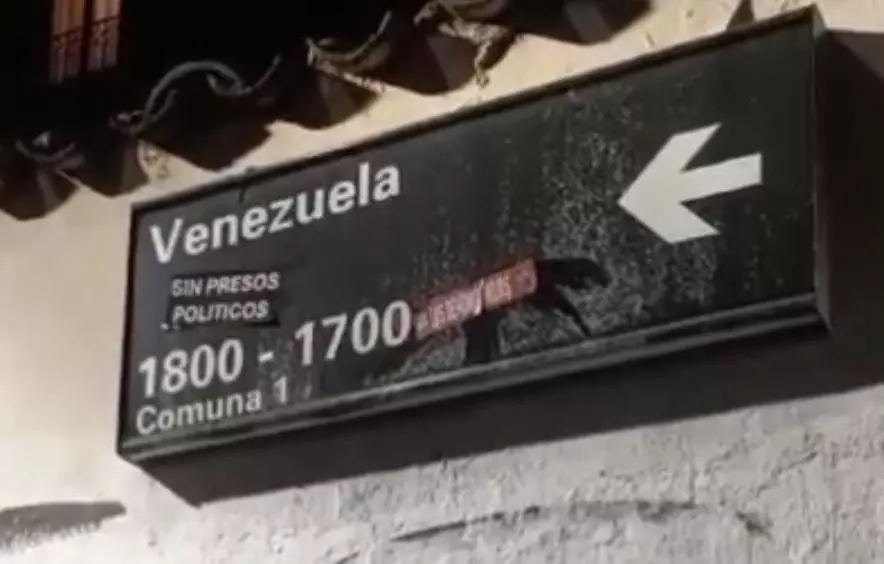 Venezuela
SIN PRESOS
POLITICOS
1800 - 1700
Comuna 1